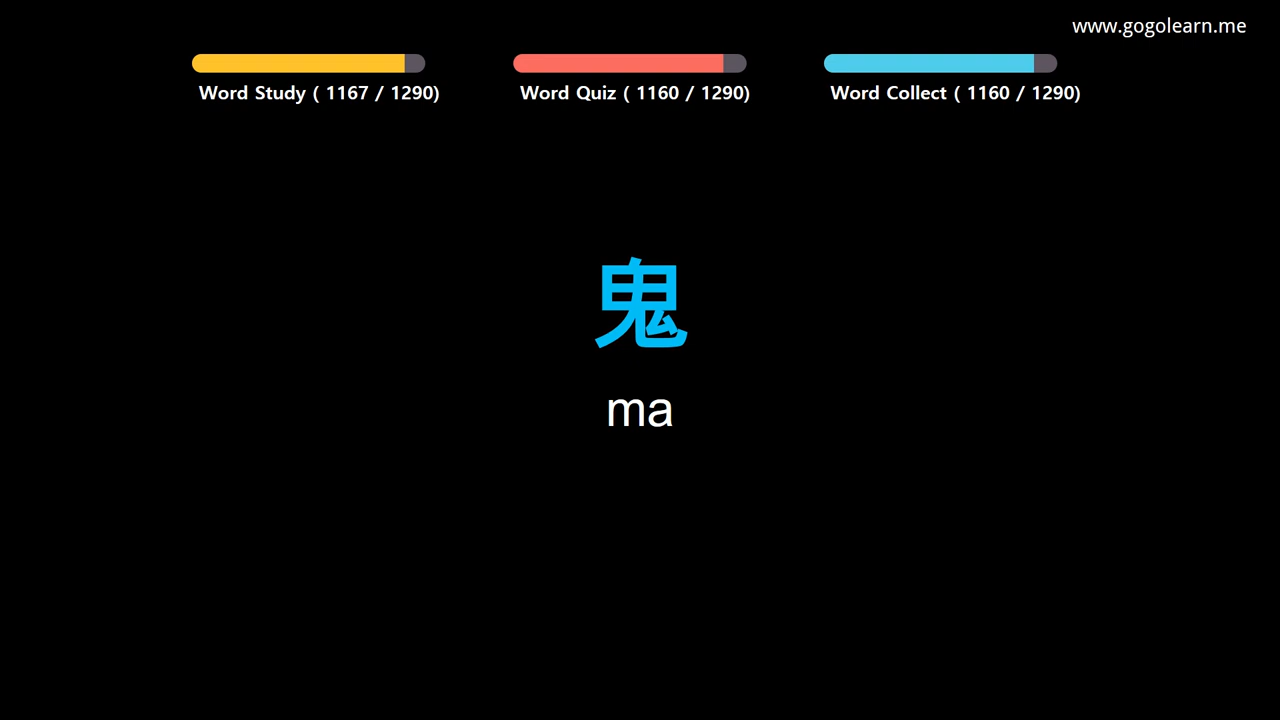 www.gogolearn.me
Word Study ( 1167 / 1290)
Word Quiz ( 1160 / 1290)
Word Collect ( 1160 / 1290)
鬼
ma